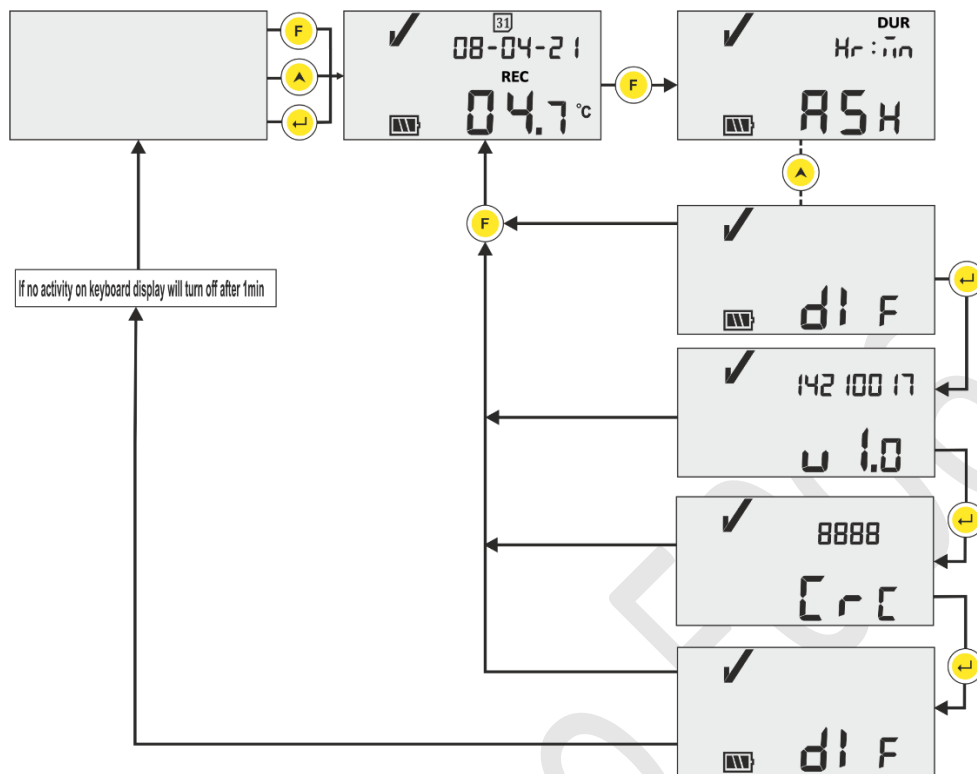 F
31
08-04-21
REC
04.7 °C
F
DUR
Hr:mn
ASH
F
dI F
If no activity on keyboard display will turn off after 1min
14210017
v 1.0
8888
CrC
dI F